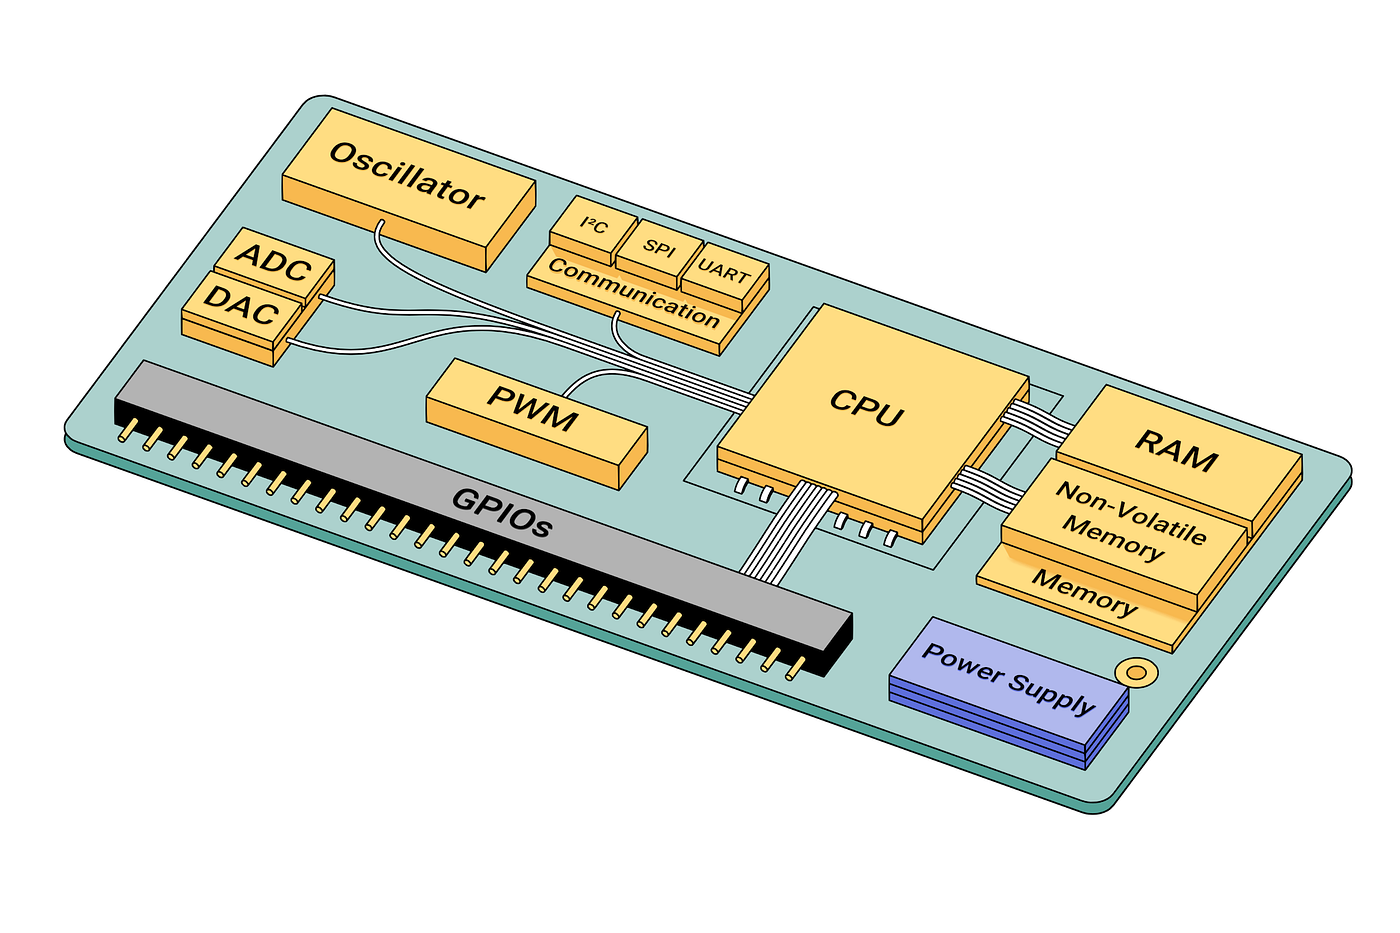 Oscillator
I²C
SPI
UART
Communication
ADC
DAC
PWM
CPU
RAM
Non-Volatile
Memory
Memory
GPIOs
Power Supply